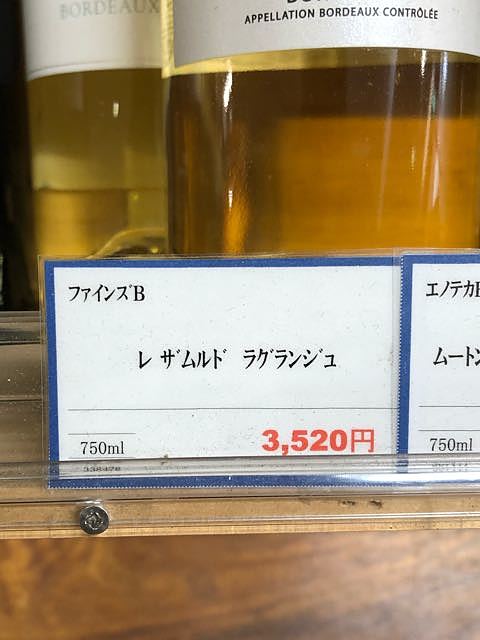 BORDEAUX
APPELLATION BORDEAUX CONTRÔLÉE
ファインズB
レ ザムルド ラグランジュ
750ml
3,520円
エノテカ
ムートン
750ml